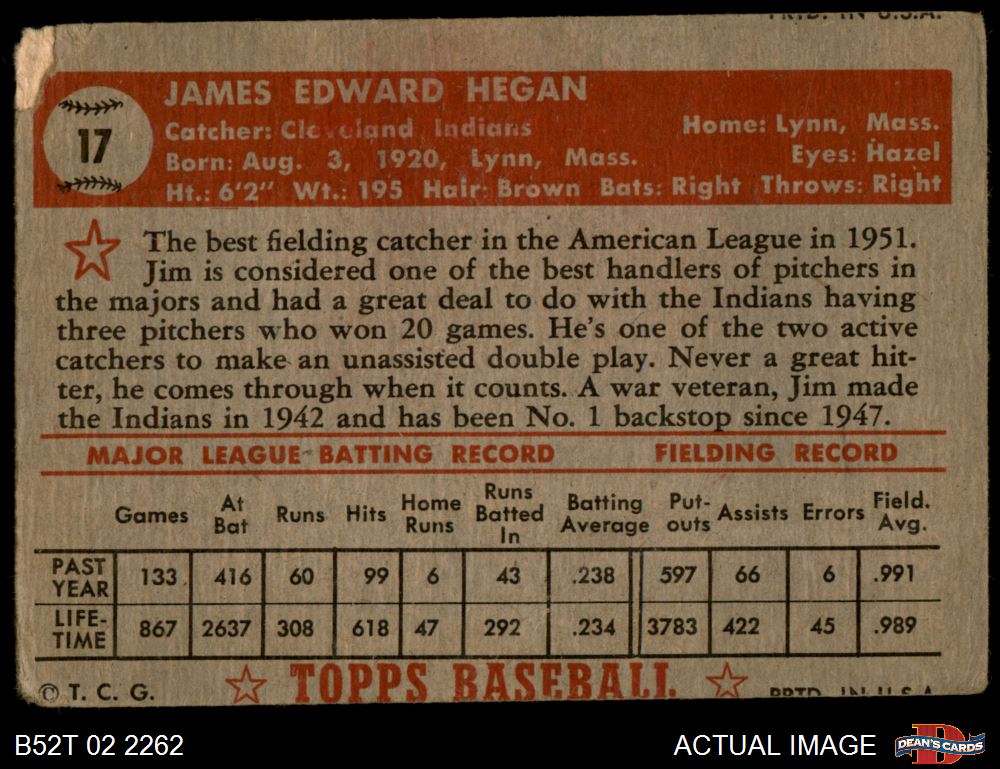 PRTD. IN U.S.A.
JAMES EDWARD HEGAN
17
Catcher: Cleveland Indians Home: Lynn, Mass.
Born: Aug. 3, 1920, Lynn, Mass. Eyes: Hazel
Ht.: 6'2" Wt.: 195 Hair: Brown Bats: Right Throws: Right
The best fielding catcher in the American League in 1951.
Jim is considered one of the best handlers of pitchers in
the majors and had a great deal to do with the Indians having
three pitchers who won 20 games. He's one of the two active
catchers to make an unassisted double play. Never a great hit-
ter, he comes through when it counts. A war veteran, Jim made
the Indians in 1942 and has been No. 1 backstop since 1947.
MAJOR LEAGUE BATTING RECORD FIELDING RECORD
Games At Bat Runs Hits Home Runs Runs Batted In Batting Average Put-outs Assists Errors Field. Avg.
PAST YEAR 133 416 60 99 6 43 .238 597 66 6 .991
LIFE-TIME 867 2637 308 618 47 292 .234 3783 422 45 .989
© T. C. G. TOPPS BASEBALL PRTD. IN U.S.A.
B52T 02 2262 ACTUAL IMAGE DEAN'S CARDS